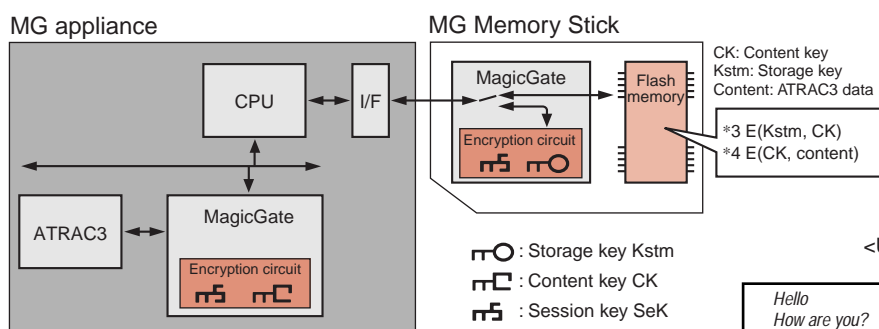 MG appliance
CPU
I/F
ATRAC3
MagicGate
Encryption circuit
MG Memory Stick
MagicGate
Encryption circuit
Flash
memory
CK: Content key
Kstm: Storage key
Content: ATRAC3 data
*3 E(Kstm, CK)
*4 E(CK, content)
: Storage key Kstm
: Content key CK
: Session key SeK
Hello
How are you?